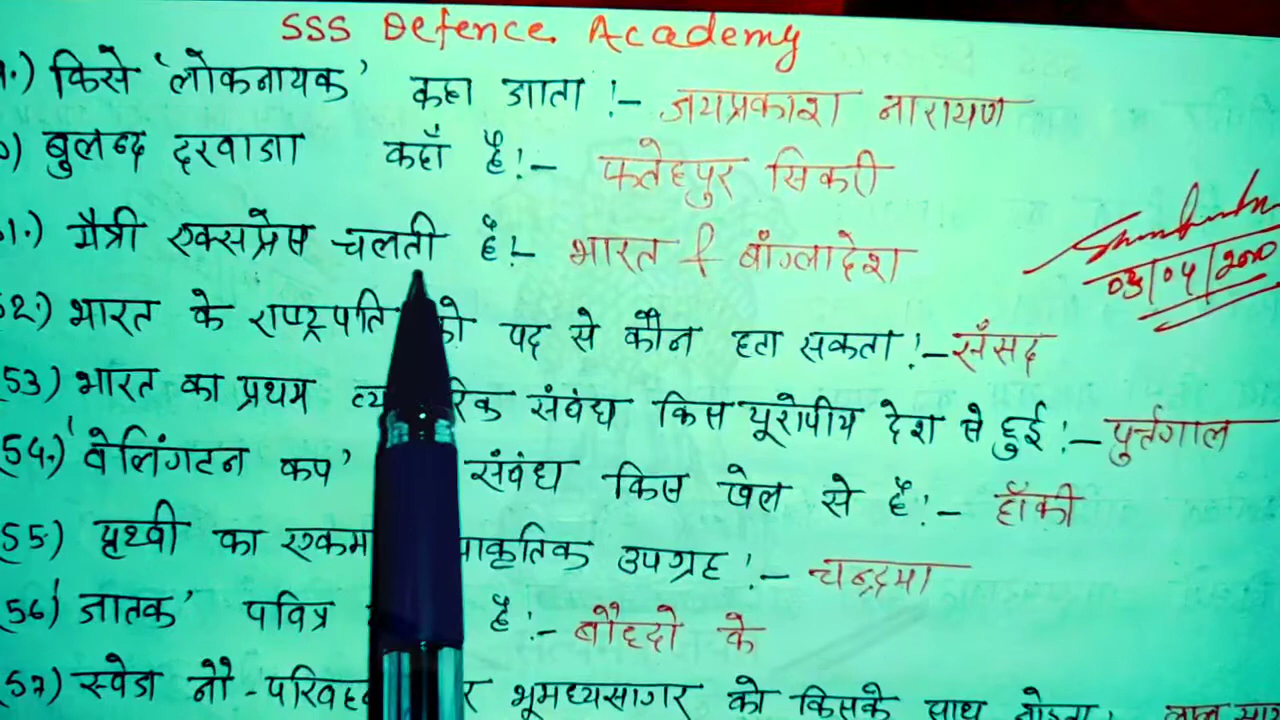 SSS Defence Academy
.) किसे 'लोकनायक' कहा जाता !- जयप्रकाश नारायण
) बुलन्द दरवाजा कहाँ है!- फतेहपुर सिकरी
51.) मैत्री एक्सप्रेस चलती है!- भारत & बांग्लादेश
52.) भारत के राष्ट्रपति को पद से कौन हटा सकता !- संसद
03/04/2020
53) भारत का प्रथम संबंध किस यूरोपीय देश से हुई !- पुर्तगाल
(54.) 'वेलिंगटन कप' संबंध किस खेल से है!- हॉकी
(55.) पृथ्वी का एकम प्राकृतिक उपग्रह !- चन्द्रमा
(56) 'जातक' पवित्र है !- बौद्दो के
(57) स्वेज नौ-परिवह भूमध्यसागर को किसके साथ जोड़ता! लाल